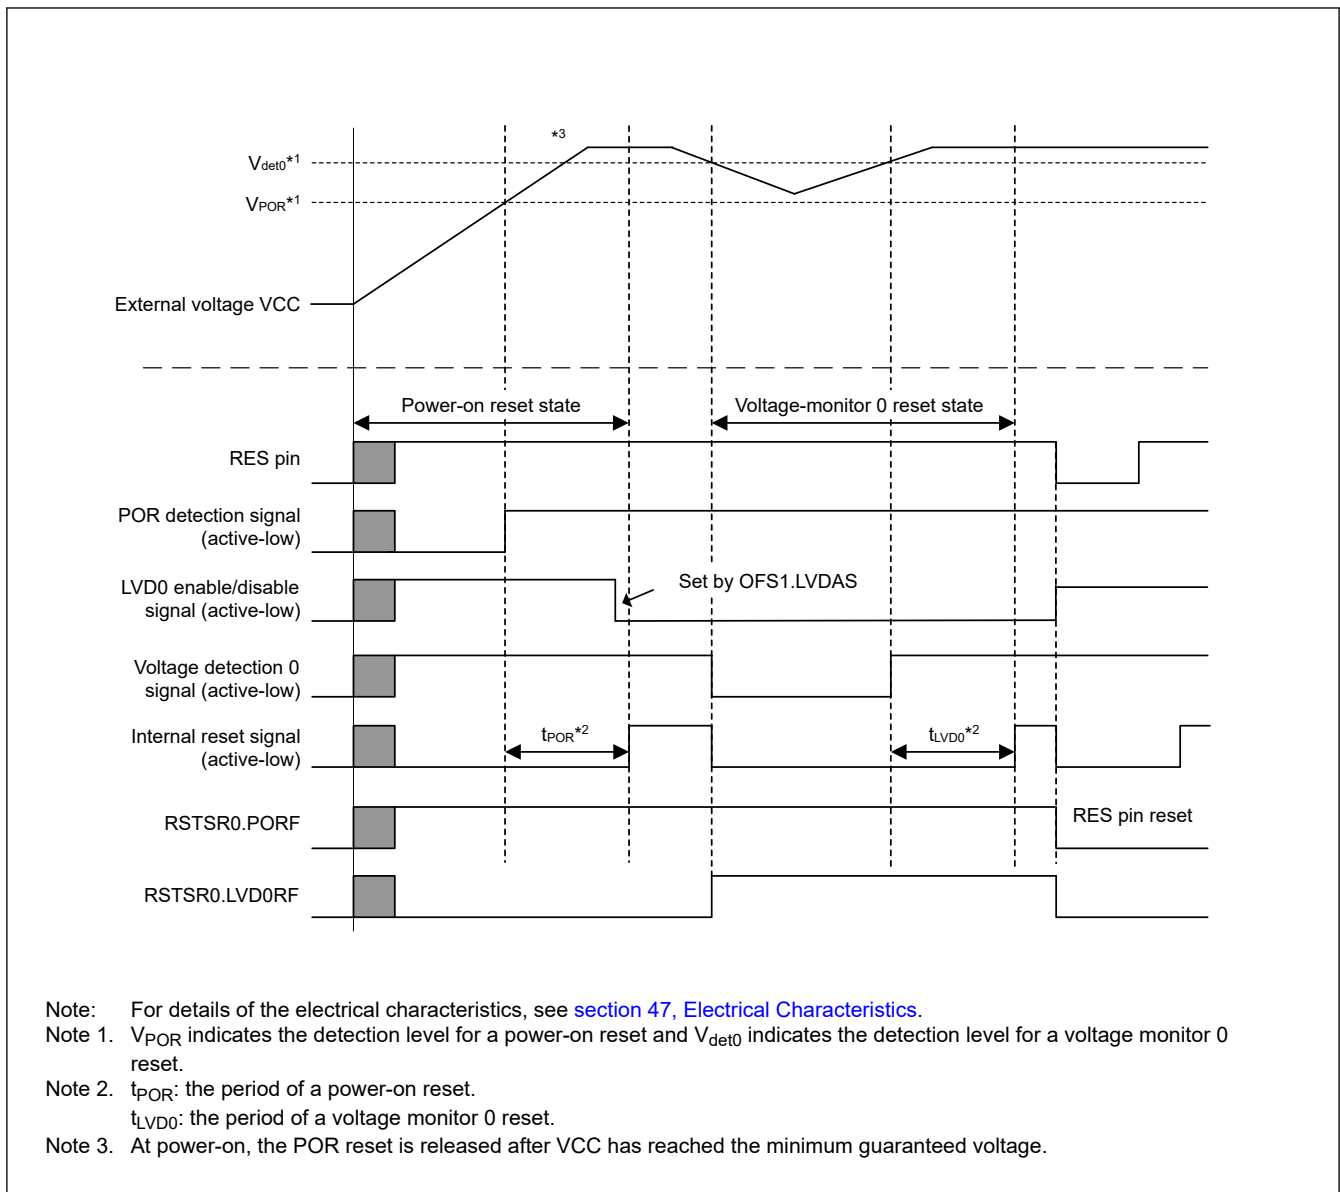 *3
Vdet0*1
VPOR*1
External voltage VCC
Power-on reset state
Voltage-monitor 0 reset state
RES pin
POR detection signal
(active-low)
LVD0 enable/disable
signal (active-low)
Set by OFS1.LVDAS
Voltage detection 0
signal (active-low)
Internal reset signal
(active-low)
tPOR*2
tLVD0*2
RSTSR0.PORF
RES pin reset
RSTSR0.LVD0RF
Note: For details of the electrical characteristics, see section 47, Electrical Characteristics.
Note 1. VPOR indicates the detection level for a power-on reset and Vdet0 indicates the detection level for a voltage monitor 0
reset.
Note 2. tPOR: the period of a power-on reset.
tLVD0: the period of a voltage monitor 0 reset.
Note 3. At power-on, the POR reset is released after VCC has reached the minimum guaranteed voltage.